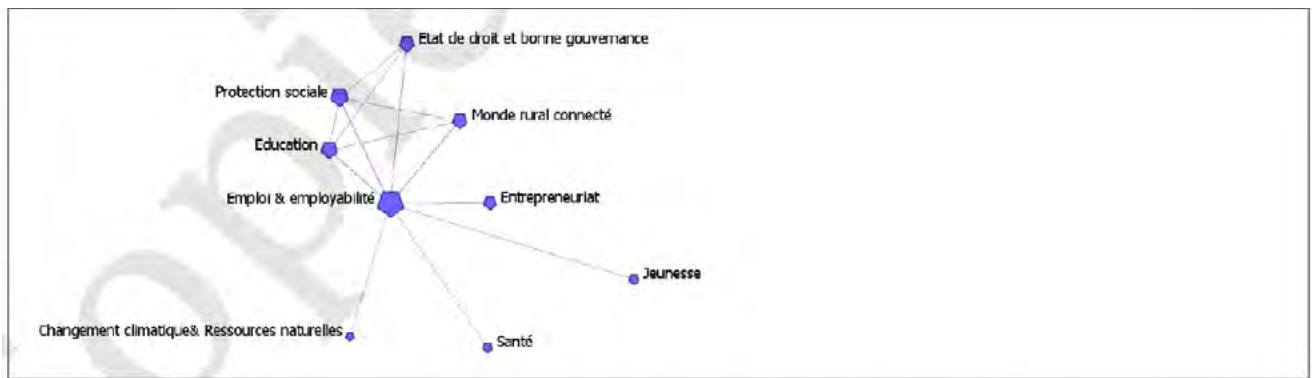 Etat de droit et bonne gouvernance
Protection sociale
Monde rural connecté
Education
Emploi & employabilité
Entrepreneuriat
Jeunesse
Changement climatique& Ressources naturelles
Santé